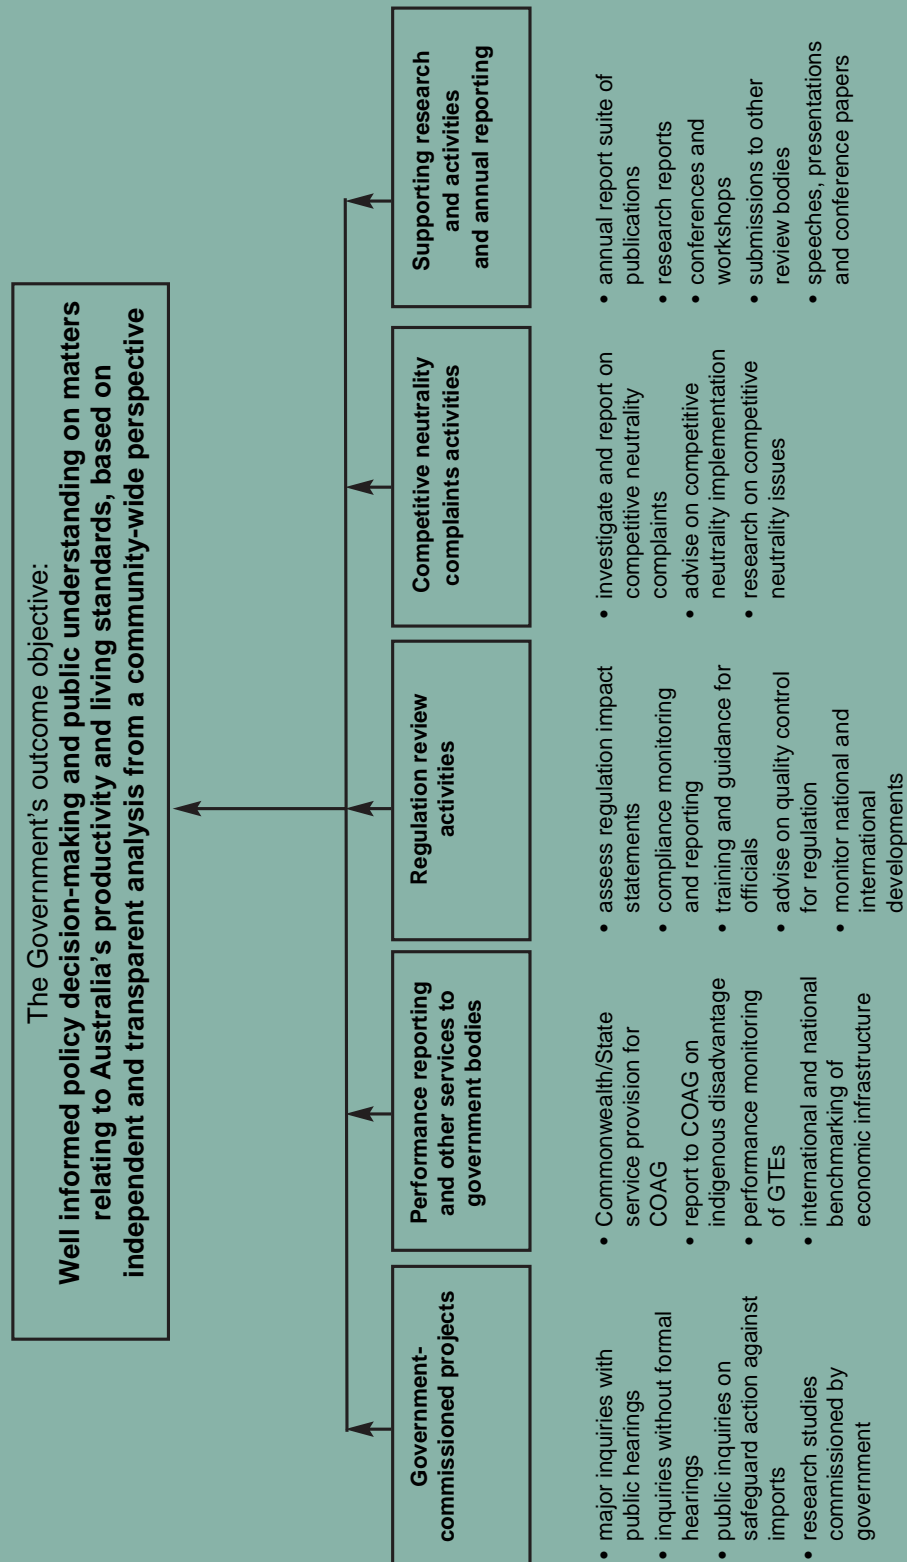 The Government's outcome objective:
Well informed policy decision-making and public understanding on matters
relating to Australia's productivity and living standards, based on
independent and transparent analysis from a community-wide perspective
Government-
commissioned projects
• major inquiries with
public hearings
• inquiries without formal
hearings
• public inquiries on
safeguard action against
imports
• research studies
commissioned by
government
Performance reporting
and other services to
government bodies
• Commonwealth/State
service provision for
COAG
• report to COAG on
indigenous disadvantage
• performance monitoring
of GTEs
• international and national
benchmarking of
economic infrastructure
Regulation review
activities
• assess regulation impact
statements
• compliance monitoring
and reporting
• training and guidance for
officials
• advise on quality control
for regulation
• monitor national and
international
developments
Competitive neutrality
complaints activities
• investigate and report on
competitive neutrality
complaints
• advise on competitive
neutrality implementation
• research on competitive
neutrality issues
Supporting research
and activities
and annual reporting
• annual report suite of
publications
• research reports
• conferences and
workshops
• submissions to other
review bodies
• speeches, presentations
and conference papers